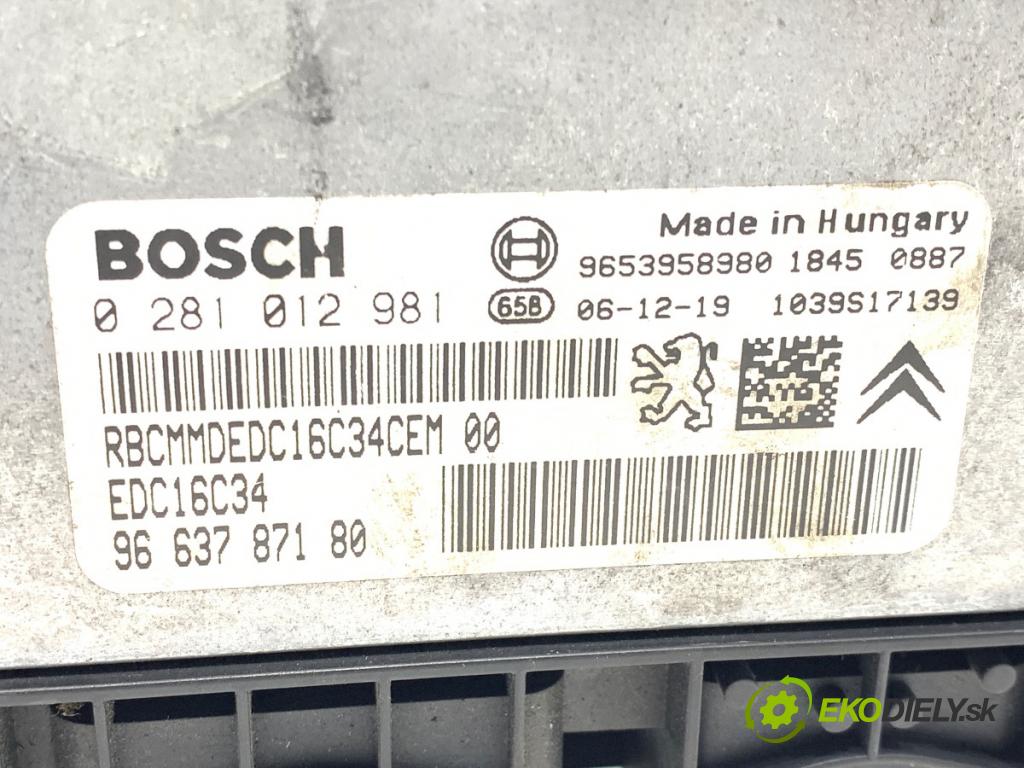 BOSCH
Made in Hungary
9653958980 1845 0887
0 281 012 981
65B
06-12-19 1039S17139
RBCMMDEDC16C34CEM 00
EDC16C34
96 637 871 80
EKODIELY.sk